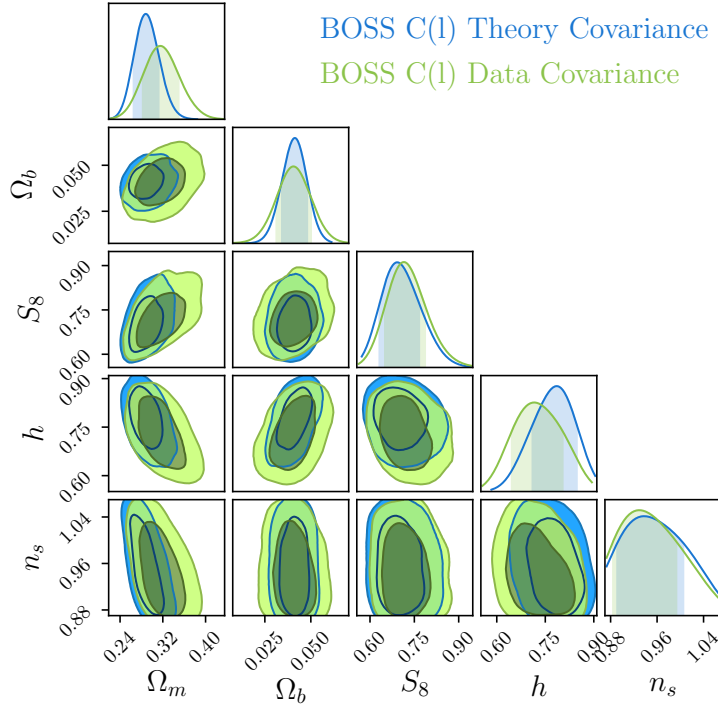 BOSS C(l) Theory Covariance
BOSS C(l) Data Covariance
0.050
0.025
Ω_b
0.90
0.75
0.60
S_8
0.90
0.75
0.60
h
1.04
0.96
0.88
n_s
0.24 0.32 0.40
0.025 0.050
0.60 0.75 0.90
0.60 0.75 0.90
0.88 0.96 1.04
Ω_m Ω_b S_8 h n_s